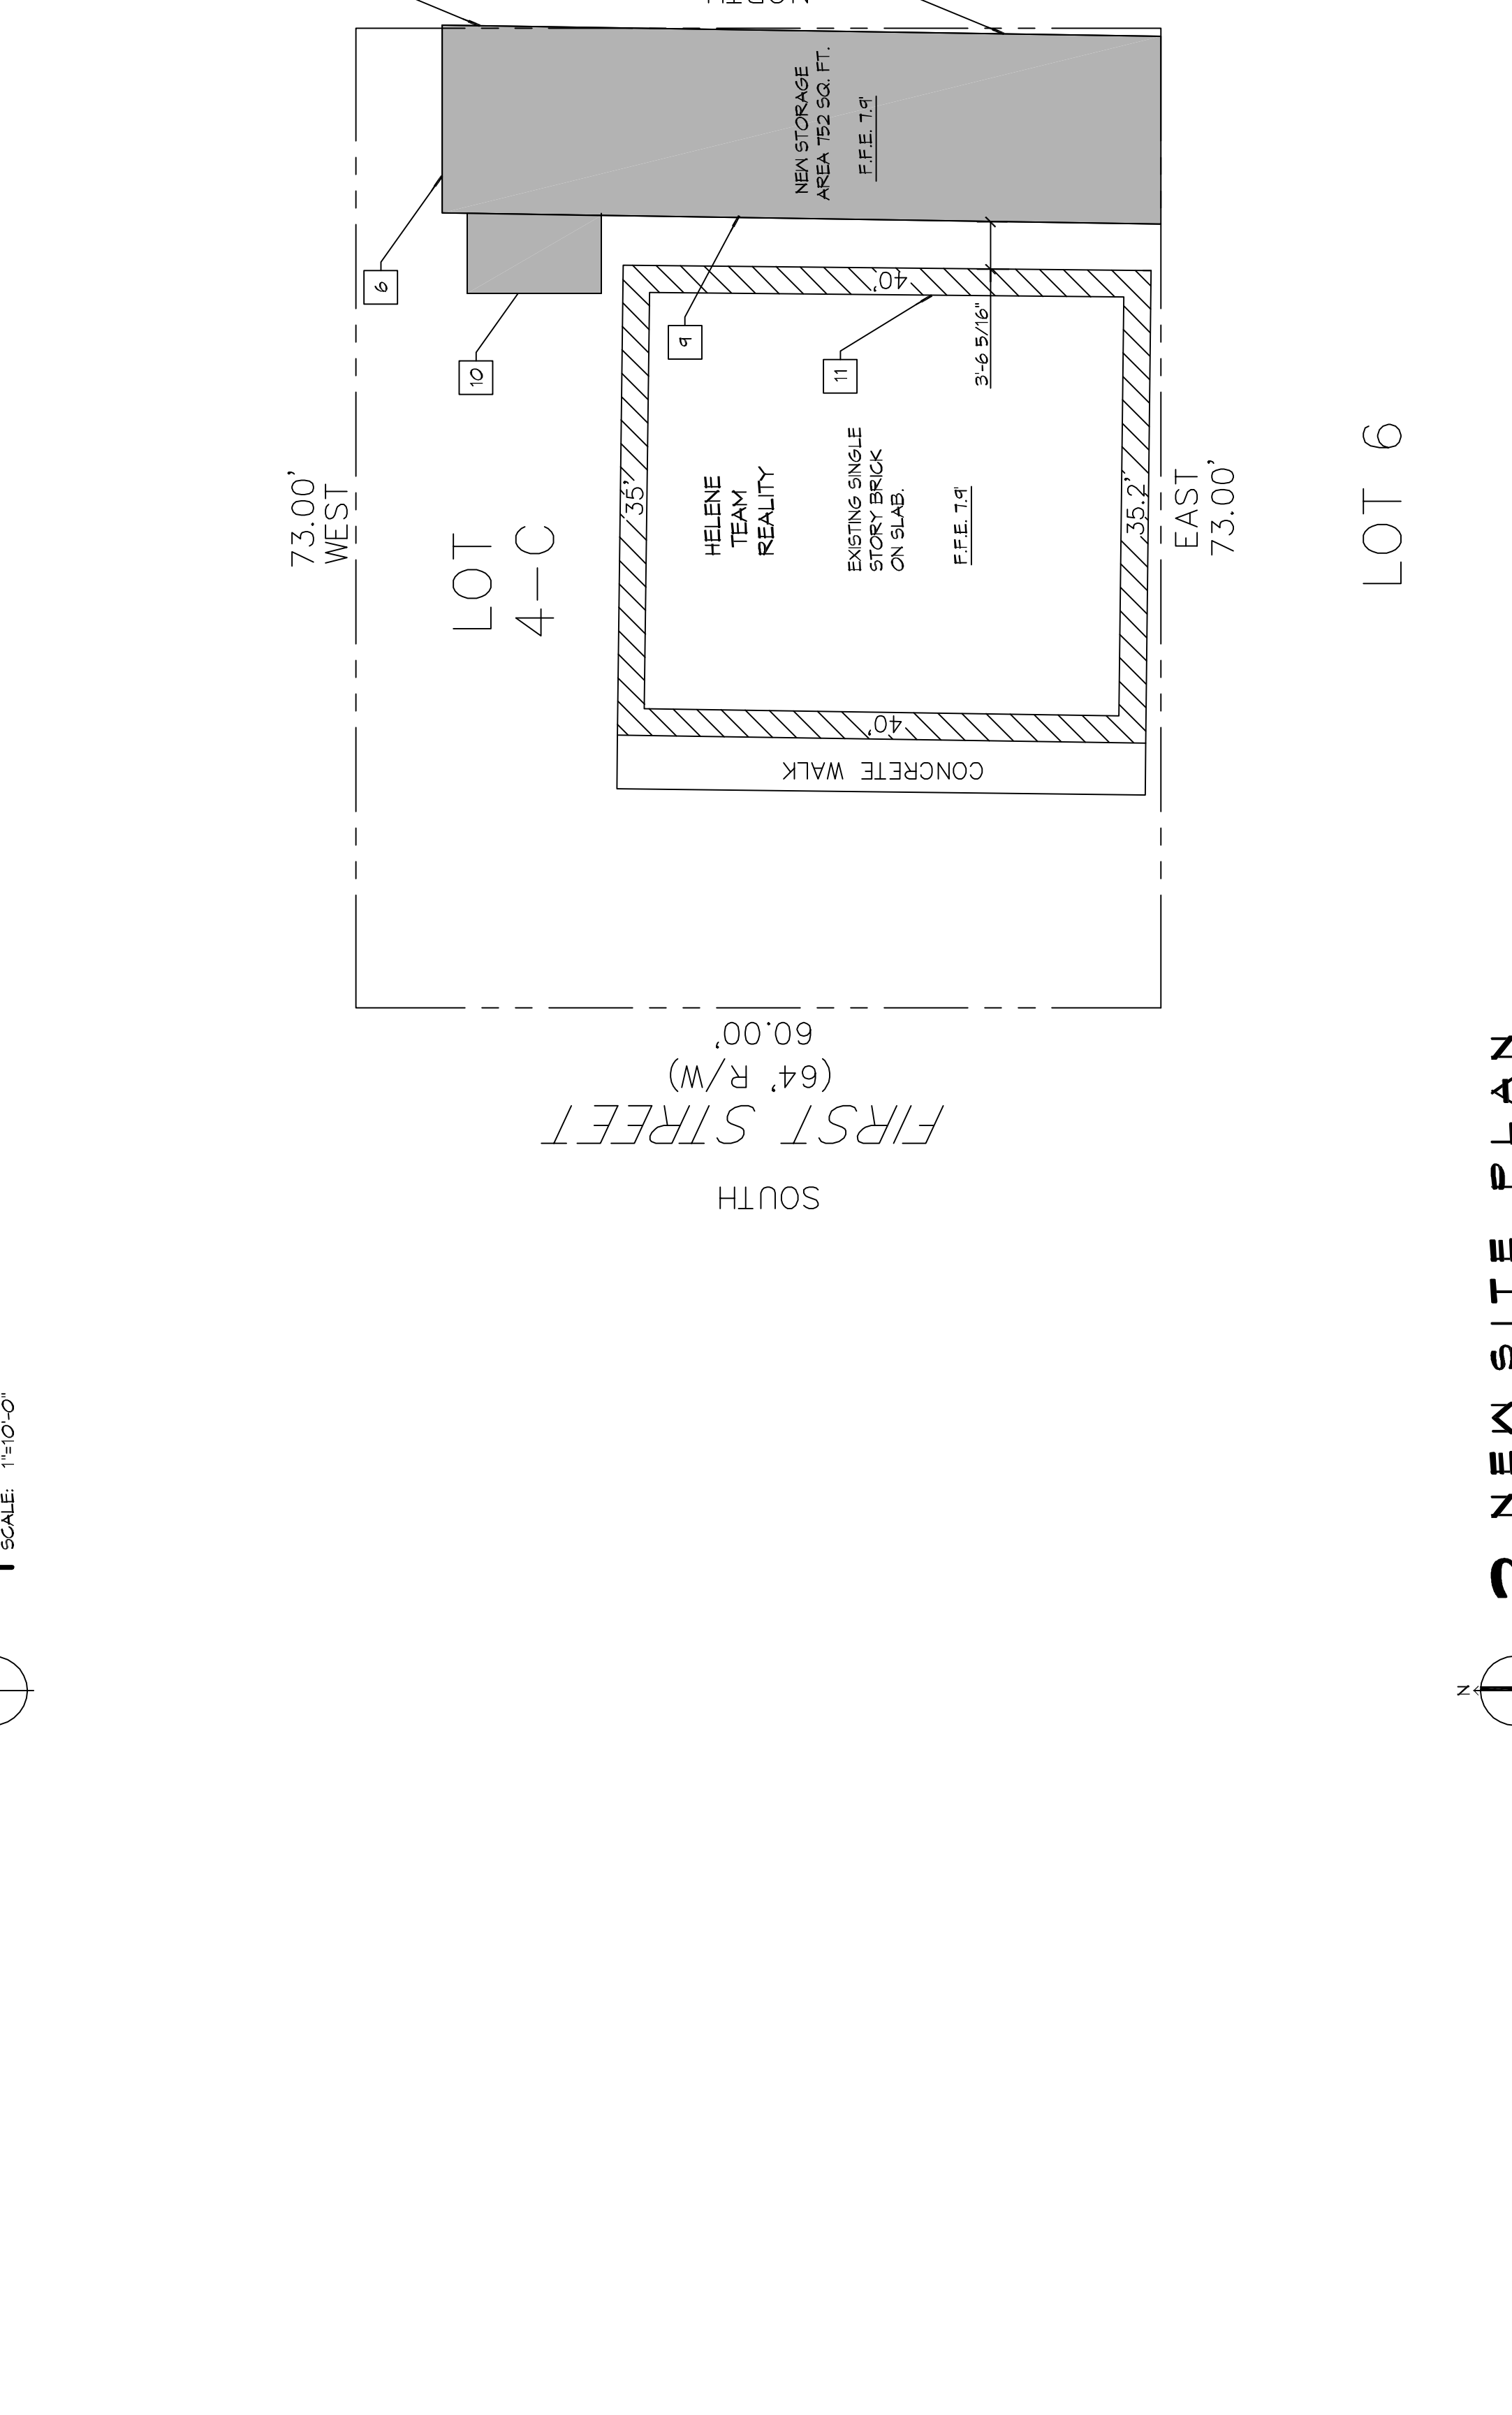 NORTH
NEW STORAGE
AREA 752 SQ. FT.
F.F.E. 7.9'
6
10
9
11
40'
3'-6 5/16"
73.00'
WEST
LOT
4-C
35'
HELENE
TEAM
REALITY
EXISTING SINGLE
STORY BRICK
ON SLAB.
F.F.E. 7.9'
35.2'
EAST
73.00'
LOT 6
40'
CONCRETE WALK
60.00'
(64' R/W)
FIRST STREET
SOUTH
SCALE: 1"=10'-0"
NEW SITE PLAN
N